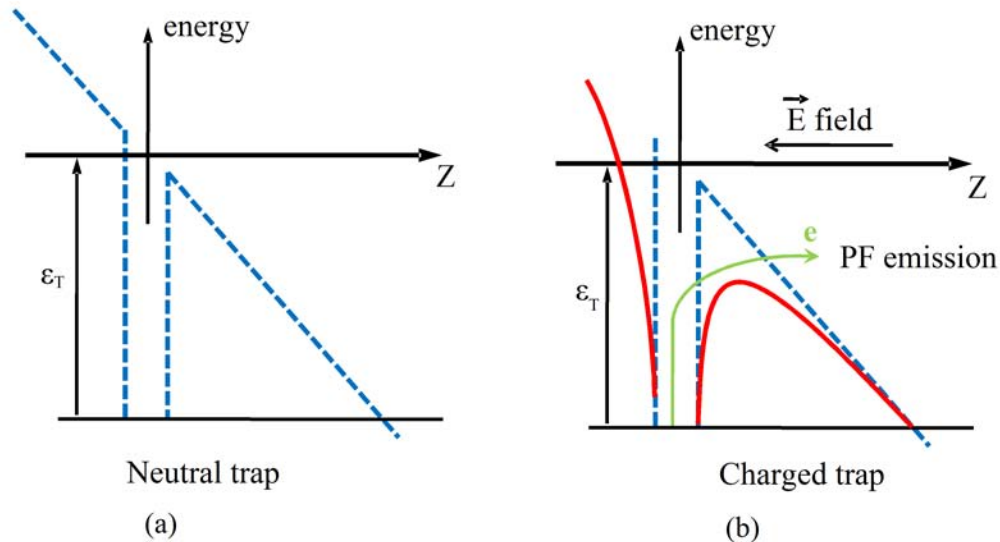 energy
Z
εT
Neutral trap
(a)
energy
E field
Z
e
PF emission
εT
Charged trap
(b)